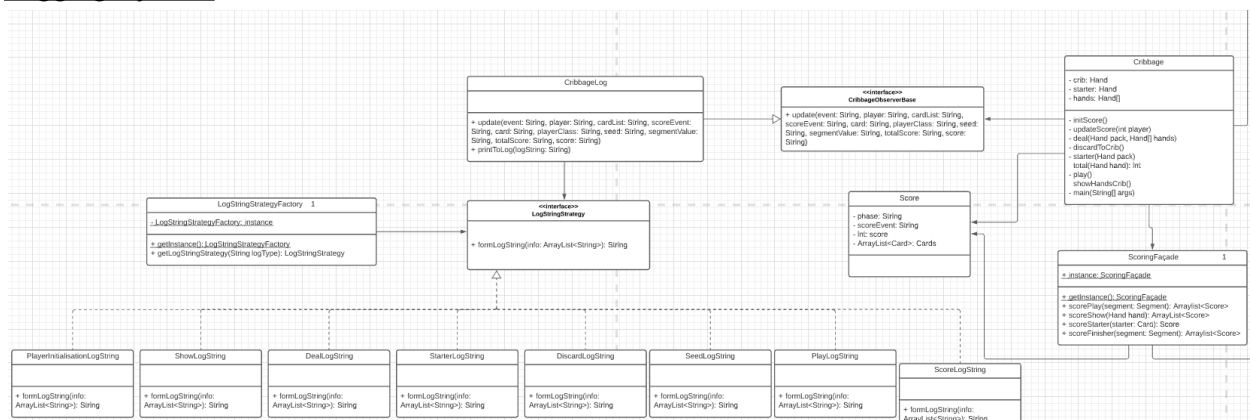 CribbageLog
+ update(event: String, player: String, cardList: String,
scoreEvent: String, card: String, playerClass: String, seed:
String, segmentValue: String, totalScore: String, score:
String)
+ printToLog(logString: String)
<<interface>>
CribbageObserverBase
+ update(event: String, player: String, cardList: String,
scoreEvent: String, card: String, playerClass: String, seed:
String, segmentValue: String, totalScore: String, score:
String)
Cribbage
- crib: Hand
- starter: Hand
- hands: Hand[]
- initScore()
- updateScore(int player)
- deal(Hand pack, Hand[] hands)
- discardToCrib()
- starter(Hand pack)
total(Hand hand): Int
- play()
showHandsCrib()
- main(String[] args)
LogStringStrategyFactory 1
- LogStringStrategyFactory: instance
+ getInstance(): LogStringStrategyFactory
+ getLogStringStrategy(String logType): LogStringStrategy
<<interface>>
LogStringStrategy
+ formLogString(info: ArrayList<String>): String
Score
- phase: String
- scoreEvent: String
- Int: score
- ArrayList<Card>: Cards
ScoringFaçade 1
+ instance: ScoringFaçade
+ getInstance(): ScoringFaçade
+ scorePlay(segment: Segment): Arraylist<Score>
+ scoreShow(Hand hand): ArrayList<Score>
+ scoreStarter(starter: Card): Score
+ scoreFinisher(segment: Segment): Arraylist<Score>
PlayerInitialisationLogString
+ formLogString(info:
ArrayList<String>): String
ShowLogString
+ formLogString(info:
ArrayList<String>): String
DealLogString
+ formLogString(info:
ArrayList<String>): String
StarterLogString
+ formLogString(info:
ArrayList<String>): String
DiscardLogString
+ formLogString(info:
ArrayList<String>): String
SeedLogString
+ formLogString(info:
ArrayList<String>): String
PlayLogString
+ formLogString(info:
ArrayList<String>): String
ScoreLogString
+ formLogString(info:
ArrayList<String>): String